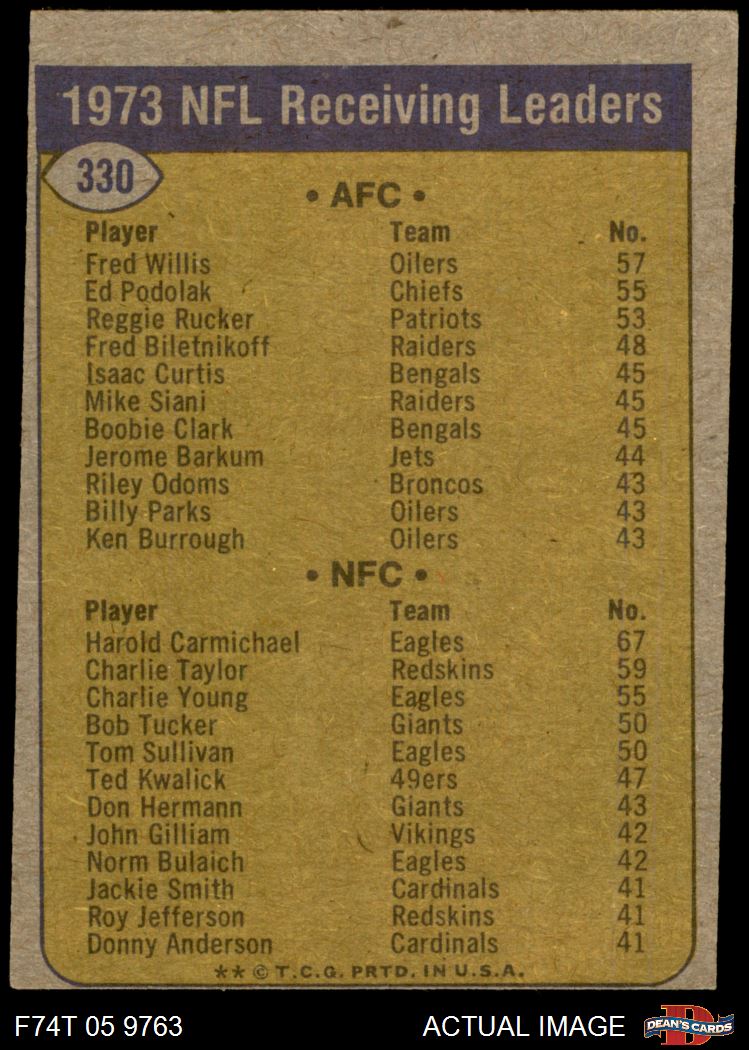 1973 NFL Receiving Leaders
330
• AFC •
Player Team No.
Fred Willis Oilers 57
Ed Podolak Chiefs 55
Reggie Rucker Patriots 53
Fred Biletnikoff Raiders 48
Isaac Curtis Bengals 45
Mike Siani Raiders 45
Boobie Clark Bengals 45
Jerome Barkum Jets 44
Riley Odoms Broncos 43
Billy Parks Oilers 43
Ken Burrough Oilers 43
• NFC •
Player Team No.
Harold Carmichael Eagles 67
Charlie Taylor Redskins 59
Charlie Young Eagles 55
Bob Tucker Giants 50
Tom Sullivan Eagles 50
Ted Kwalick 49ers 47
Don Hermann Giants 43
John Gilliam Vikings 42
Norm Bulaich Eagles 42
Jackie Smith Cardinals 41
Roy Jefferson Redskins 41
Donny Anderson Cardinals 41
** © T.C.G. PRTD. IN U.S.A.
F74T 05 9763 ACTUAL IMAGE D DEAN'S CARDS